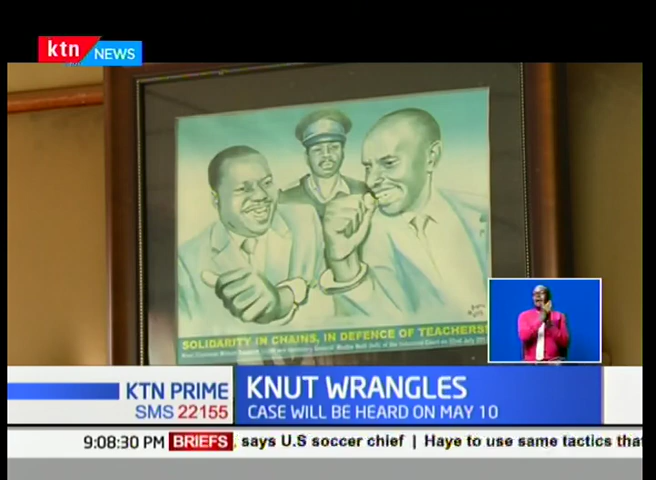 ktn NEWS
SOLIDARITY IN CHAINS, IN DEFENCE OF TEACHERS
KTN PRIME
SMS 22155
KNUT WRANGLES
CASE WILL BE HEARD ON MAY 10
9:08:30 PM BRIEFS , says U.S soccer chief | Haye to use same tactics tha